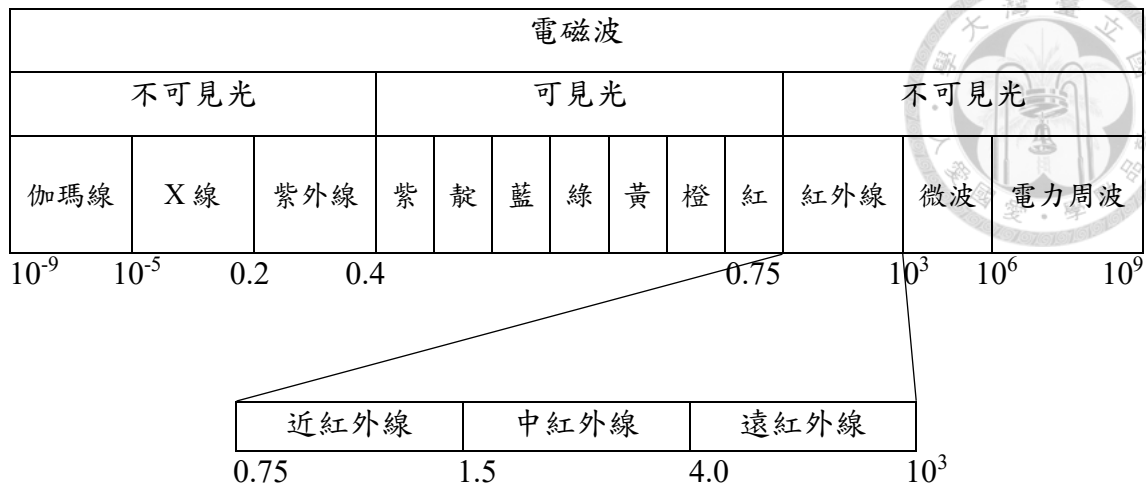 電磁波
不可見光 可見光 不可見光
伽瑪線 X 線 紫外線 紫 靛 藍 綠 黃 橙 紅 紅外線 微波 電力周波
10⁻⁹ 10⁻⁵ 0.2 0.4 0.75 10³ 10⁶ 10⁹
近紅外線 中紅外線 遠紅外線
0.75 1.5 4.0 10³